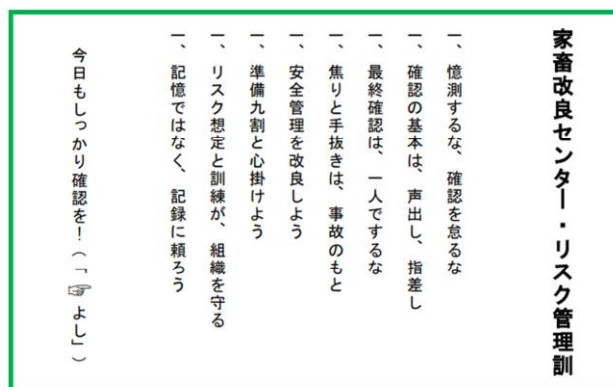 家畜改良センター・リスク管理訓
一、憶測するな、確認を怠るな
一、確認の基本は、声出し、指差し
一、最終確認は、一人でするな
一、焦りと手抜きは、事故のもと
一、安全管理を改良しよう
一、準備九割と心掛けよう
一、リスク想定と訓練が、組織を守る
一、記憶ではなく、記録に頼ろう
今日もしっかり確認を!(「☞よし」)